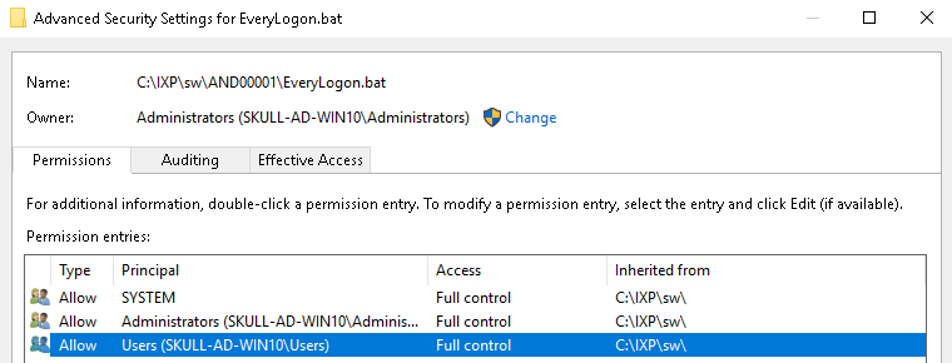 Advanced Security Settings for EveryLogon.bat
Name: C:\IXP\sw\AND00001\EveryLogon.bat
Owner: Administrators (SKULL-AD-WIN10\Administrators) Change
Permissions Auditing Effective Access
For additional information, double-click a permission entry. To modify a permission entry, select the entry and click Edit (if available).
Permission entries:
Type Principal Access Inherited from
Allow SYSTEM Full control C:\IXP\sw\
Allow Administrators (SKULL-AD-WIN10\Adminis... Full control C:\IXP\sw\
Allow Users (SKULL-AD-WIN10\Users) Full control C:\IXP\sw\